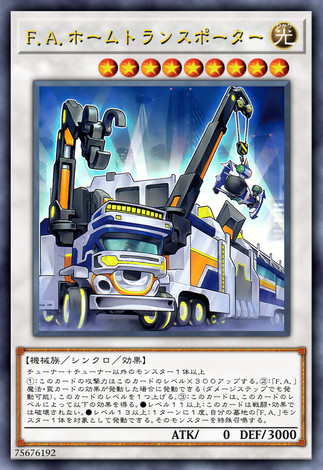 F.A.ホームトランスポーター
光
【機械族/シンクロ/効果】
チューナー+チューナー以外のモンスター1体以上
①:このカードの攻撃力はこのカードのレベル×300アップする。②:「F.A.」
魔法・罠カードの効果が発動した場合に発動できる(ダメージステップでも発
動可能)。このカードのレベルを1つ上げる。③:このカードは、このカードのレ
ベルによって以下の効果を得る。●レベル11以上:このカードは戦闘・効果で
は破壊されない。●レベル13以上:1ターンに1度、自分の墓地の「F.A.」モン
スター1体を対象として発動できる。そのモンスターを特殊召喚する。
ATK/ 0 DEF/3000
75676192